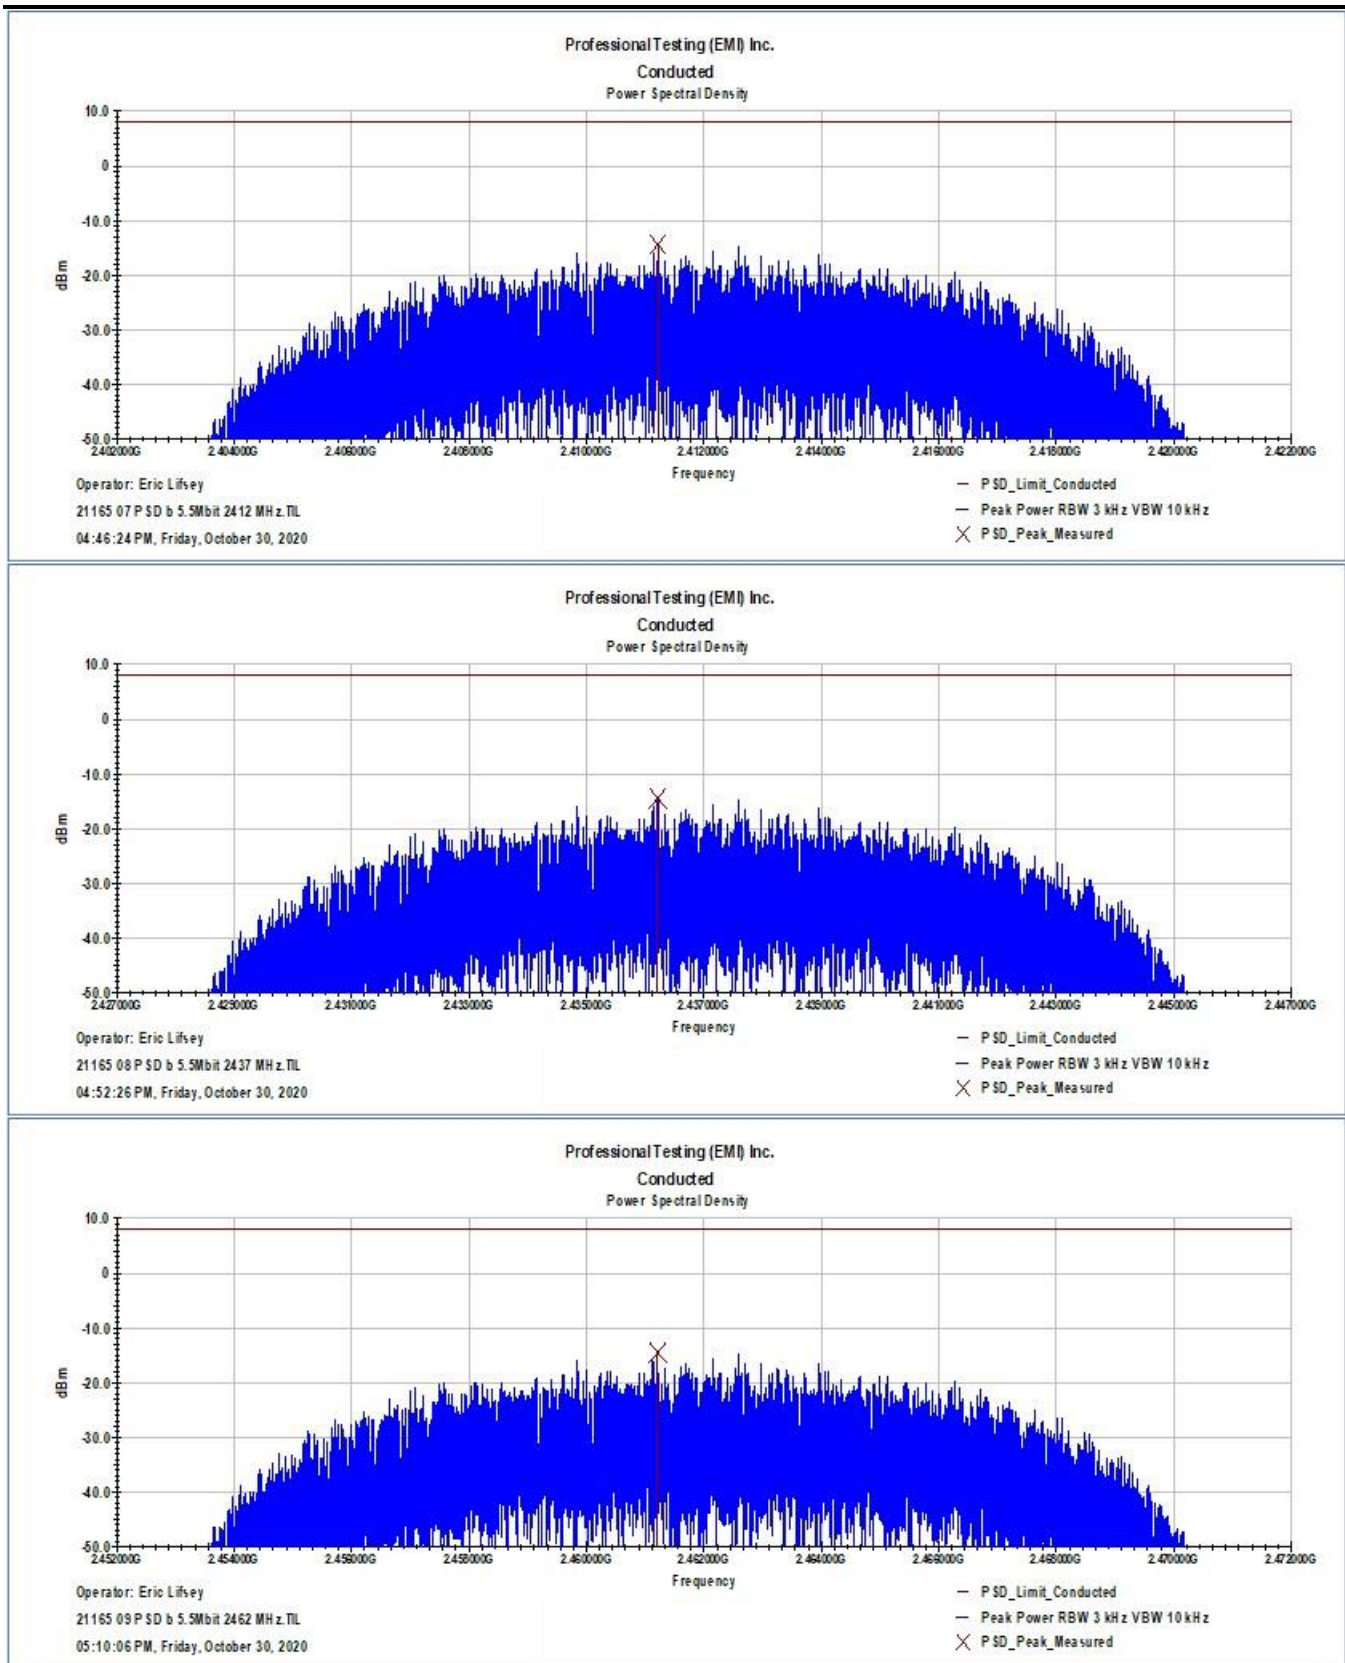 Professional Testing (EMI) Inc.
Conducted
Power Spectral Density
10.0
0
-10.0
-20.0
-30.0
-40.0
-50.0
dBm
2.402000G 2.404000G 2.406000G 2.408000G 2.410000G 2.412000G 2.414000G 2.416000G 2.418000G 2.420000G 2.422000G
Frequency
Operator: Eric Lifsey
21165 07 PSD b 5.5Mbit 2412 MHz.TIL
04:46:24 PM, Friday, October 30, 2020
PSD_Limit_Conducted
Peak Power RBW 3 kHz VBW 10 kHz
PSD_Peak_Measured
Professional Testing (EMI) Inc.
Conducted
Power Spectral Density
10.0
0
-10.0
-20.0
-30.0
-40.0
-50.0
dBm
2.427000G 2.429000G 2.431000G 2.433000G 2.435000G 2.437000G 2.439000G 2.441000G 2.443000G 2.445000G 2.447000G
Frequency
Operator: Eric Lifsey
21165 08 PSD b 5.5Mbit 2437 MHz.TIL
04:52:26 PM, Friday, October 30, 2020
PSD_Limit_Conducted
Peak Power RBW 3 kHz VBW 10 kHz
PSD_Peak_Measured
Professional Testing (EMI) Inc.
Conducted
Power Spectral Density
10.0
0
-10.0
-20.0
-30.0
-40.0
-50.0
dBm
2.452000G 2.454000G 2.456000G 2.458000G 2.460000G 2.462000G 2.464000G 2.466000G 2.468000G 2.470000G 2.472000G
Frequency
Operator: Eric Lifsey
21165 09 PSD b 5.5Mbit 2462 MHz.TIL
05:10:06 PM, Friday, October 30, 2020
PSD_Limit_Conducted
Peak Power RBW 3 kHz VBW 10 kHz
PSD_Peak_Measured